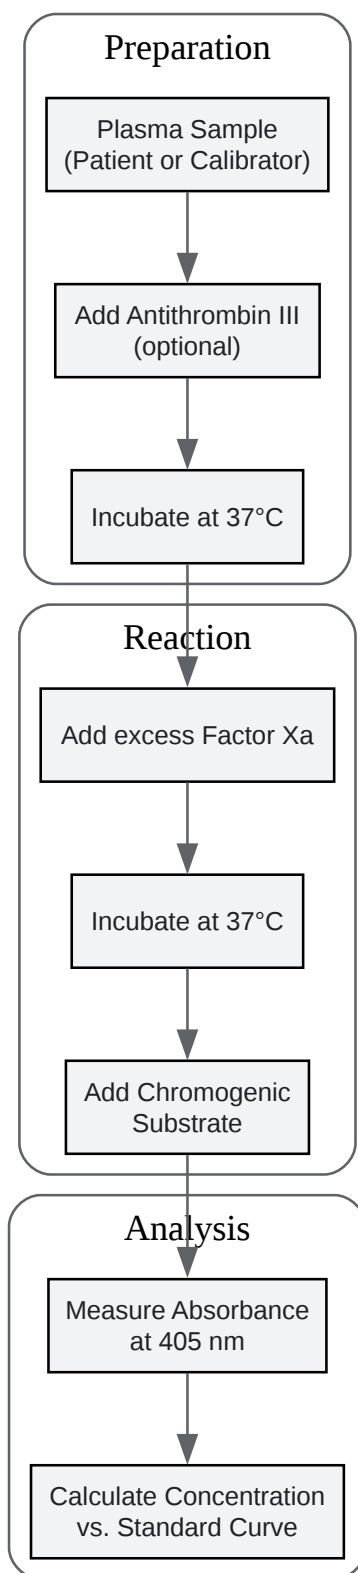 Preparation
Plasma Sample
(Patient or Calibrator)
Add Antithrombin III
(optional)
Incubate at 37°C
Reaction
Add excess Factor Xa
Incubate at 37°C
Add Chromogenic
Substrate
Analysis
Measure Absorbance
at 405 nm
Calculate Concentration
vs. Standard Curve